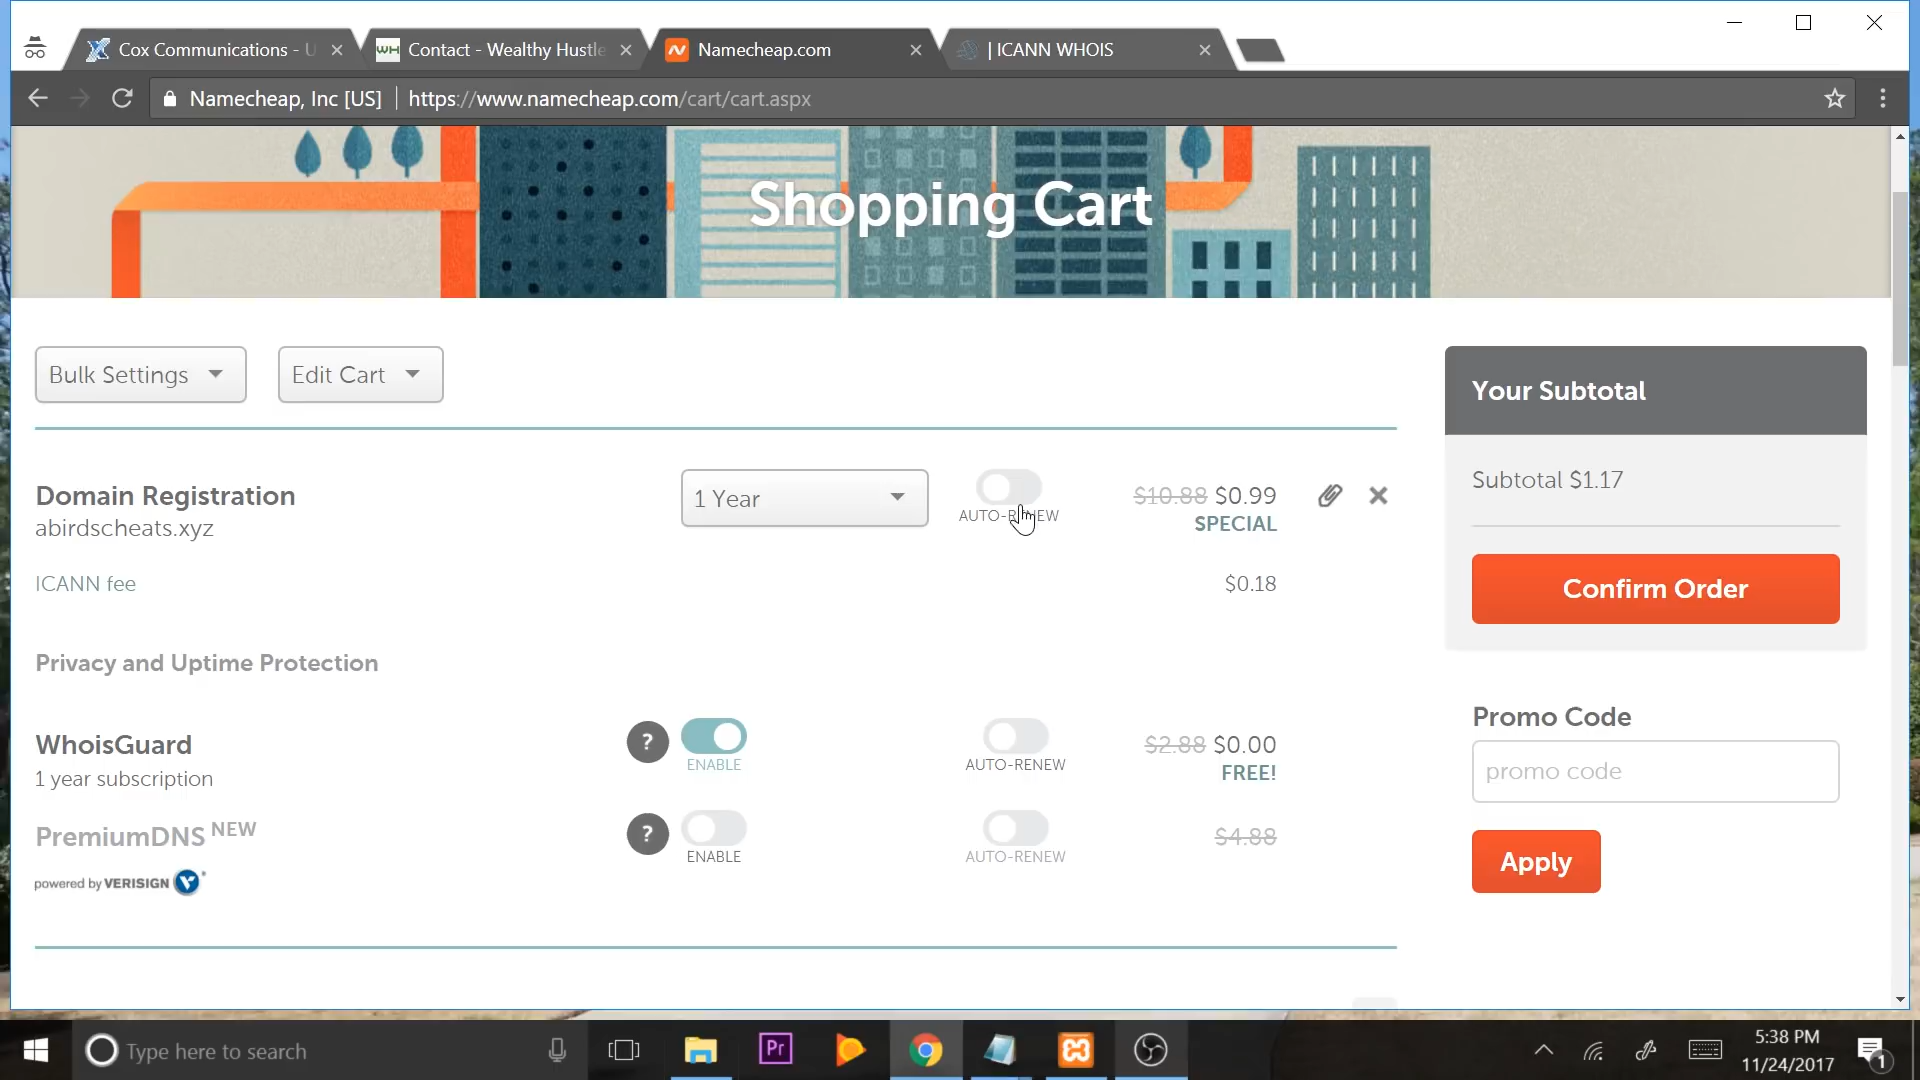 Cox Communications - U
Contact - Wealthy Hustle
Namecheap.com
| ICANN WHOIS
Namecheap, Inc [US]
https://www.namecheap.com/cart/cart.aspx
Shopping Cart
Bulk Settings
Edit Cart
Your Subtotal
Subtotal $1.17
Confirm Order
Domain Registration
abirdscheats.xyz
1 Year
AUTO-RENEW
$10.88 $0.99
SPECIAL
ICANN fee
$0.18
Privacy and Uptime Protection
WhoisGuard
1 year subscription
?
ENABLE
AUTO-RENEW
$2.88 $0.00
FREE!
PremiumDNS NEW
powered by VERISIGN
?
ENABLE
AUTO-RENEW
$4.88
Promo Code
promo code
Apply
Type here to search
Pr
5:38 PM
11/24/2017
1